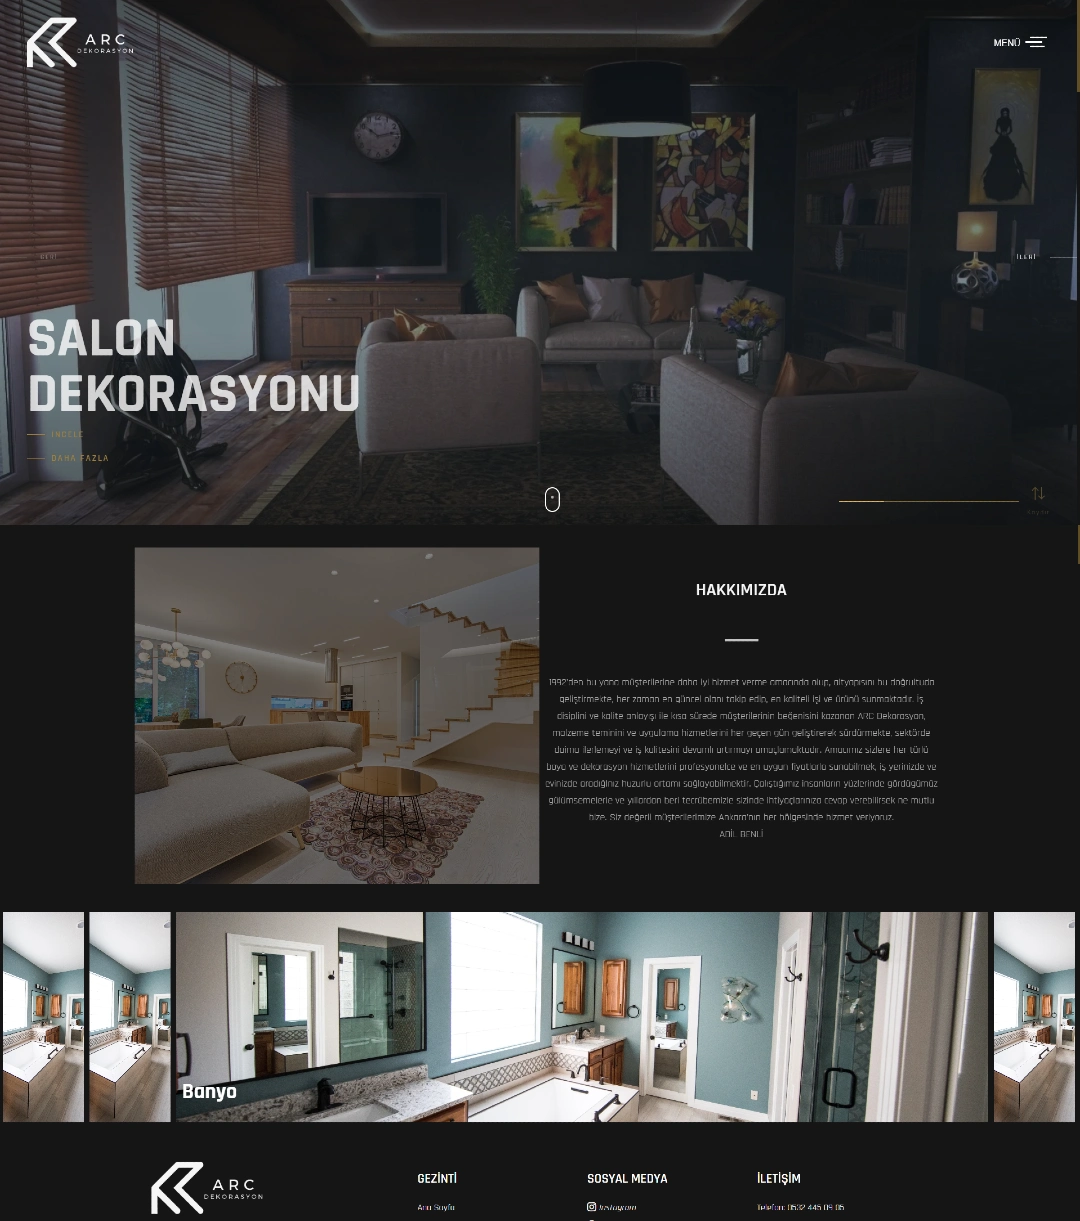 ARC
DEKORASYON
MENÜ
GERİ
İLERİ
SALON
DEKORASYONU
İNCELE
DAHA FAZLA
HAKKIMIZDA
1992'den bu yana müşterilerine daha iyi hizmet verme amacında olup, altyapısını bu doğrultuda
geliştirmekte, her zaman en güncel olanı takip edip, en kaliteli işi ve ürünü sunmaktadır. İş
disiplini ve kalite anlayışı ile kısa sürede müşterilerinin beğenisini kazanan ARC Dekorasyon,
malzeme teminini ve uygulama hizmetlerini her geçen gün geliştirerek sürdürmekte, sektörde
daima ilerlemeyi ve iş kalitesini devamlı artırmayı amaçlamaktadır. Amacımız sizlere her türlü
boya ve dekorasyon hizmetlerini profesyonelce ve en uygun fiyatlarla sunabilmek, iş yerinizde ve
evinizde aradığınız huzurlu ortamı sağlayabilmektir. Çalıştığımız insanların yüzlerinde gördüğümüz
gülümsemelerle ve yıllardan beri tecrübemizle sizinde ihtiyaçlarınıza cevap verebilirsek ne mutlu
bize. Siz değerli müşterilerimize Ankara'nın her bölgesinde hizmet veriyoruz.
ADİL BENLİ
Banyo
ARC
DEKORASYON
GEZİNTİ
Ana Sayfa
SOSYAL MEDYA
Instagram
İLETİŞİM
Telefon: 0532 445 09 06